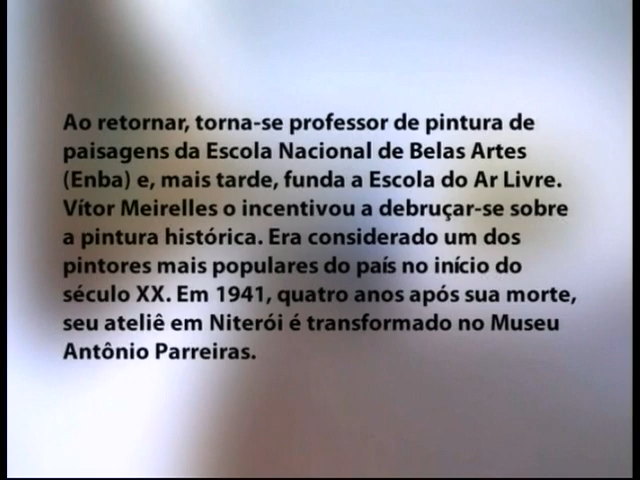 Ao retornar, torna-se professor de pintura de
paisagens da Escola Nacional de Belas Artes
(Enba) e, mais tarde, funda a Escola do Ar Livre.
Vítor Meirelles o incentivou a debruçar-se sobre
a pintura histórica. Era considerado um dos
pintores mais populares do país no início do
século XX. Em 1941, quatro anos após sua morte,
seu ateliê em Niterói é transformado no Museu
Antônio Parreiras.